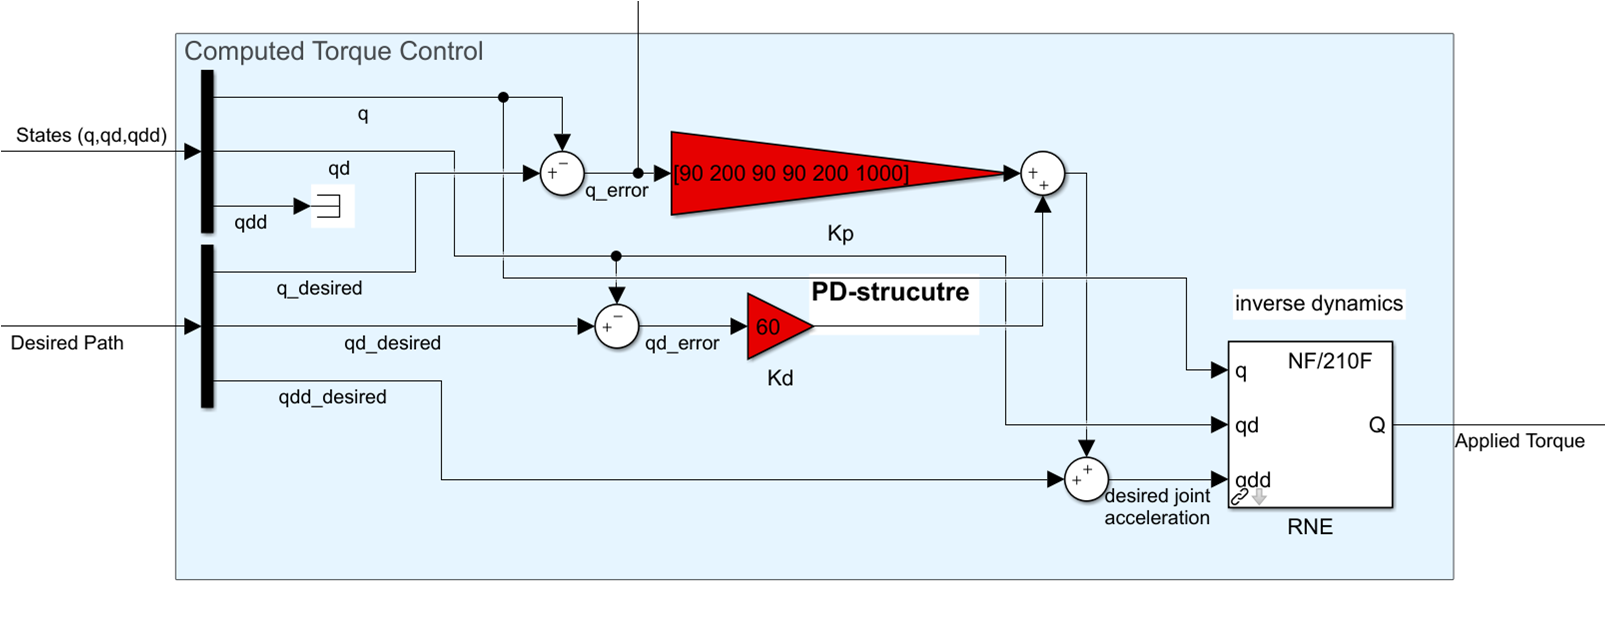 Computed Torque Control
q
States (q,qd,qdd)
qd
qdd
q_error
[90 200 90 90 200 1000]
Kp
q_desired
PD-strucutre
inverse dynamics
Desired Path
qd_desired
qd_error
60
Kd
qdd_desired
NF/210F
q
qd
Q
Applied Torque
qdd
desired joint
acceleration
RNE